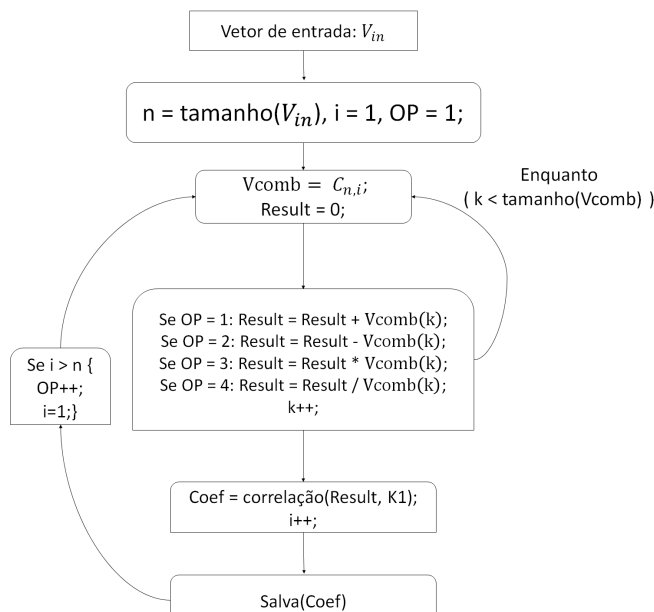 Vetor de entrada: V_in
n = tamanho(V_in), i = 1, OP = 1;
Vcomb = C_n,i;
Result = 0;
Enquanto
( k < tamanho(Vcomb) )
Se OP = 1: Result = Result + Vcomb(k);
Se OP = 2: Result = Result - Vcomb(k);
Se OP = 3: Result = Result * Vcomb(k);
Se OP = 4: Result = Result / Vcomb(k);
k++;
Se i > n {
OP++;
i=1;}
Coef = correlação(Result, K1);
i++;
Salva(Coef)